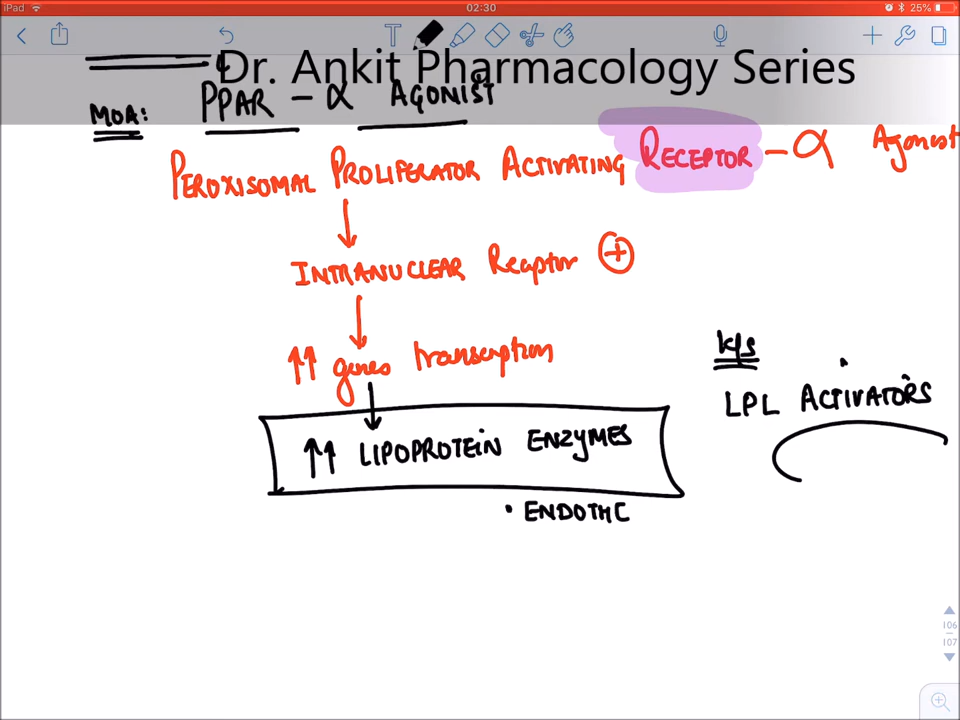 iPad
02:30
25%
Dr. Ankit Pharmacology Series
MOA: PPAR - α AGONIST
PEROXISOMAL PROLIFERATOR ACTIVATING RECEPTOR - α Agonist
INTRANUCLEAR Receptor +
↑↑ genes transcription
k/s
LPL ACTIVATORS
↑↑ LIPOPROTEIN ENZYMES
• ENDOTHE
106
107